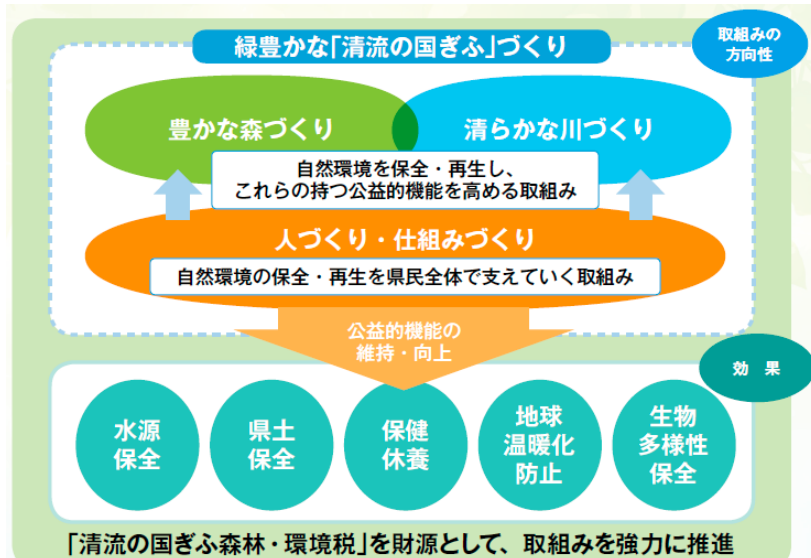 緑豊かな「清流の国ぎふ」づくり
取組みの
方向性
豊かな森づくり
清らかな川づくり
自然環境を保全・再生し、
これらの持つ公益的機能を高める取組み
人づくり・仕組みづくり
自然環境の保全・再生を県民全体で支えていく取組み
公益的機能の
維持・向上
効 果
水源
保全
県土
保全
保健
休養
地球
温暖化
防止
生物
多様性
保全
「清流の国ぎふ森林・環境税」を財源として、取組みを強力に推進